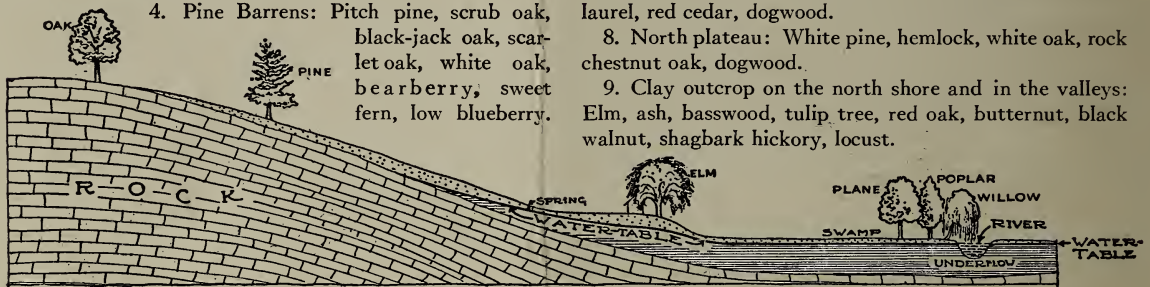 4. Pine Barrens: Pitch pine, scrub oak,
black-jack oak, scar-
let oak, white oak,
bearberry, sweet
fern, low blueberry.
laurel, red cedar, dogwood.
8. North plateau: White pine, hemlock, white oak, rock
chestnut oak, dogwood.
9. Clay outcrop on the north shore and in the valleys:
Elm, ash, basswood, tulip tree, red oak, butternut, black
walnut, shagbark hickory, locust.
OAK
PINE
ROCK
SPRING
WATER-TABLE
ELM
SWAMP
PLANE
POPLAR
WILLOW
RIVER
WATER-
TABLE
UNDERFLOW